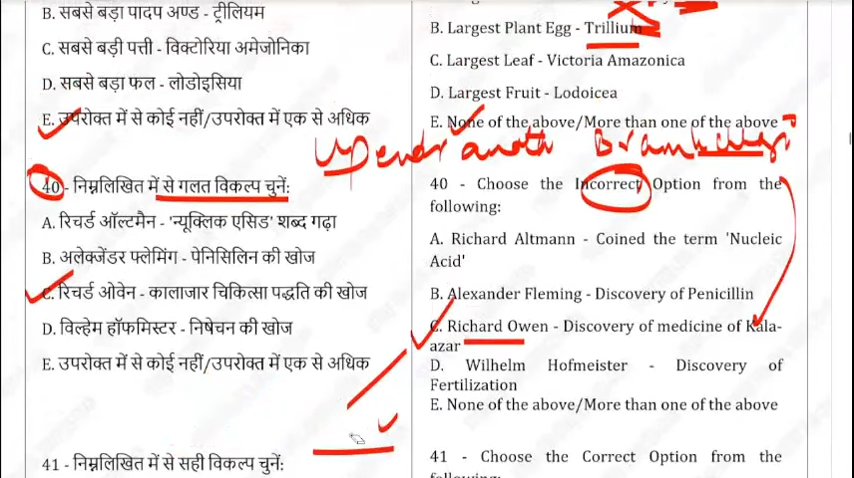 B. सबसे बड़ा पादप अण्ड - ट्रीलियम
C. सबसे बड़ी पत्ती - विक्टोरिया अमेजोनिका
D. सबसे बड़ा फल - लोडोइसिया
E. उपरोक्त में से कोई नहीं/उपरोक्त में एक से अधिक
40 - निम्नलिखित में से गलत विकल्प चुनें:
A. रिचर्ड ऑल्टमैन - 'न्यूक्लिक एसिड' शब्द गढ़ा
B. अलेक्जेंडर फ्लेमिंग - पेनिसिलिन की खोज
C. रिचर्ड ओवेन - कालाजार चिकित्सा पद्धति की खोज
D. विल्हेम हॉफमिस्टर - निषेचन की खोज
E. उपरोक्त में से कोई नहीं/उपरोक्त में एक से अधिक
41 - निम्नलिखित में से सही विकल्प चुनें:
B. Largest Plant Egg - Trillium
C. Largest Leaf - Victoria Amazonica
D. Largest Fruit - Lodoicea
E. None of the above/More than one of the above
Upendranath
40 - Choose the Incorrect Option from the
following:
A. Richard Altmann - Coined the term 'Nucleic
Acid'
B. Alexander Fleming - Discovery of Penicillin
C. Richard Owen - Discovery of medicine of Kala-
azar
D. Wilhelm Hofmeister - Discovery of
Fertilization
E. None of the above/More than one of the above
41 - Choose the Correct Option from the
following: